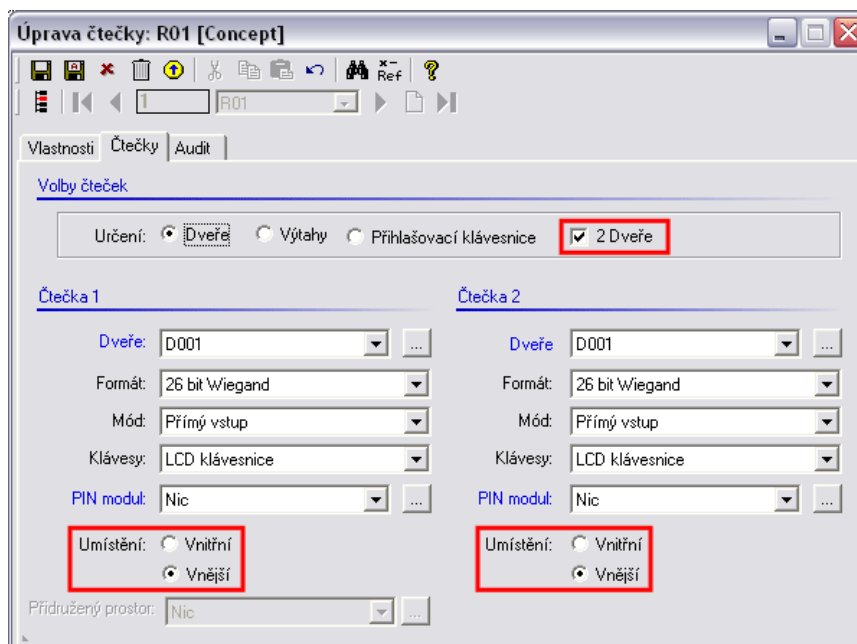 Úprava čtečky: R01 [Concept]
x–
Ref
1 R01
Vlastnosti Čtečky Audit
Volby čteček
Určení: Dveře Výtahy Přihlašovací klávesnice 2 Dveře
Čtečka 1 Čtečka 2
Dveře: D001 ... Dveře D001 ...
Formát: 26 bit Wiegand Formát: 26 bit Wiegand
Mód: Přímý vstup Mód: Přímý vstup
Klávesy: LCD klávesnice Klávesy: LCD klávesnice
PIN modul: Nic ... PIN modul: Nic ...
Umístění: Vnitřní Umístění: Vnitřní
Vnější Vnější
Přidružený prostor: Nic ...